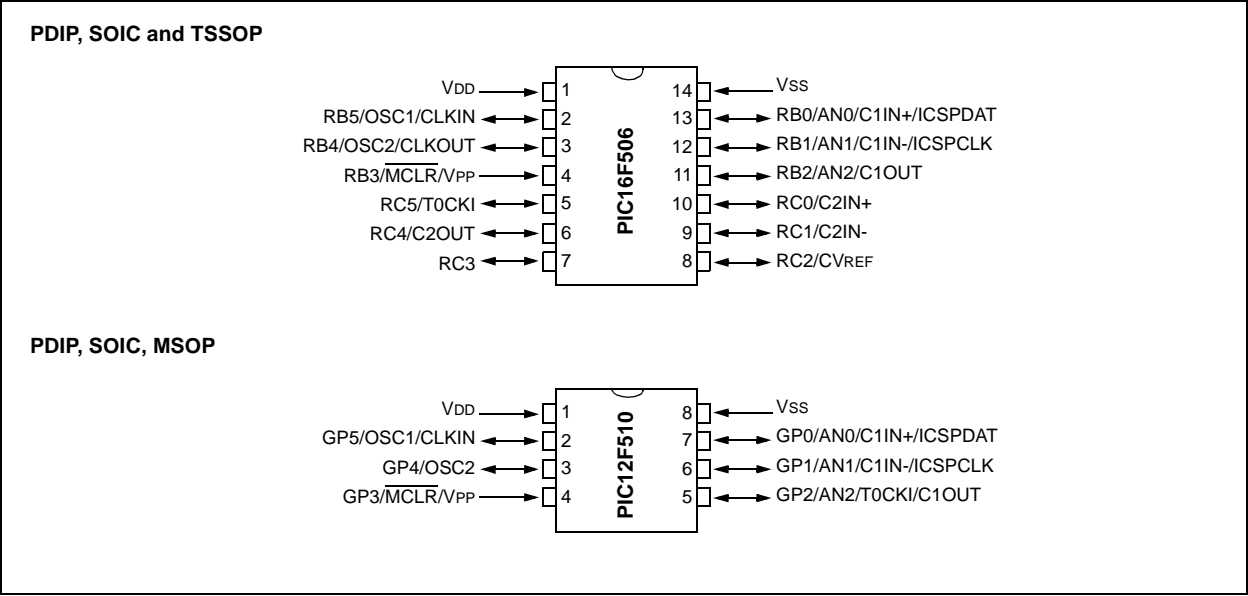 PDIP, SOIC and TSSOP
VDD 1 14 VSS
RB5/OSC1/CLKIN 2 13 RB0/AN0/C1IN+/ICSPDAT
RB4/OSC2/CLKOUT 3 12 RB1/AN1/C1IN-/ICSPCLK
RB3/MCLR/VPP 4 11 RB2/AN2/C1OUT
RC5/T0CKI 5 10 RC0/C2IN+
RC4/C2OUT 6 9 RC1/C2IN-
RC3 7 8 RC2/CVREF
PIC16F506
PDIP, SOIC, MSOP
VDD 1 8 VSS
GP5/OSC1/CLKIN 2 7 GP0/AN0/C1IN+/ICSPDAT
GP4/OSC2 3 6 GP1/AN1/C1IN-/ICSPCLK
GP3/MCLR/VPP 4 5 GP2/AN2/T0CKI/C1OUT
PIC12F510